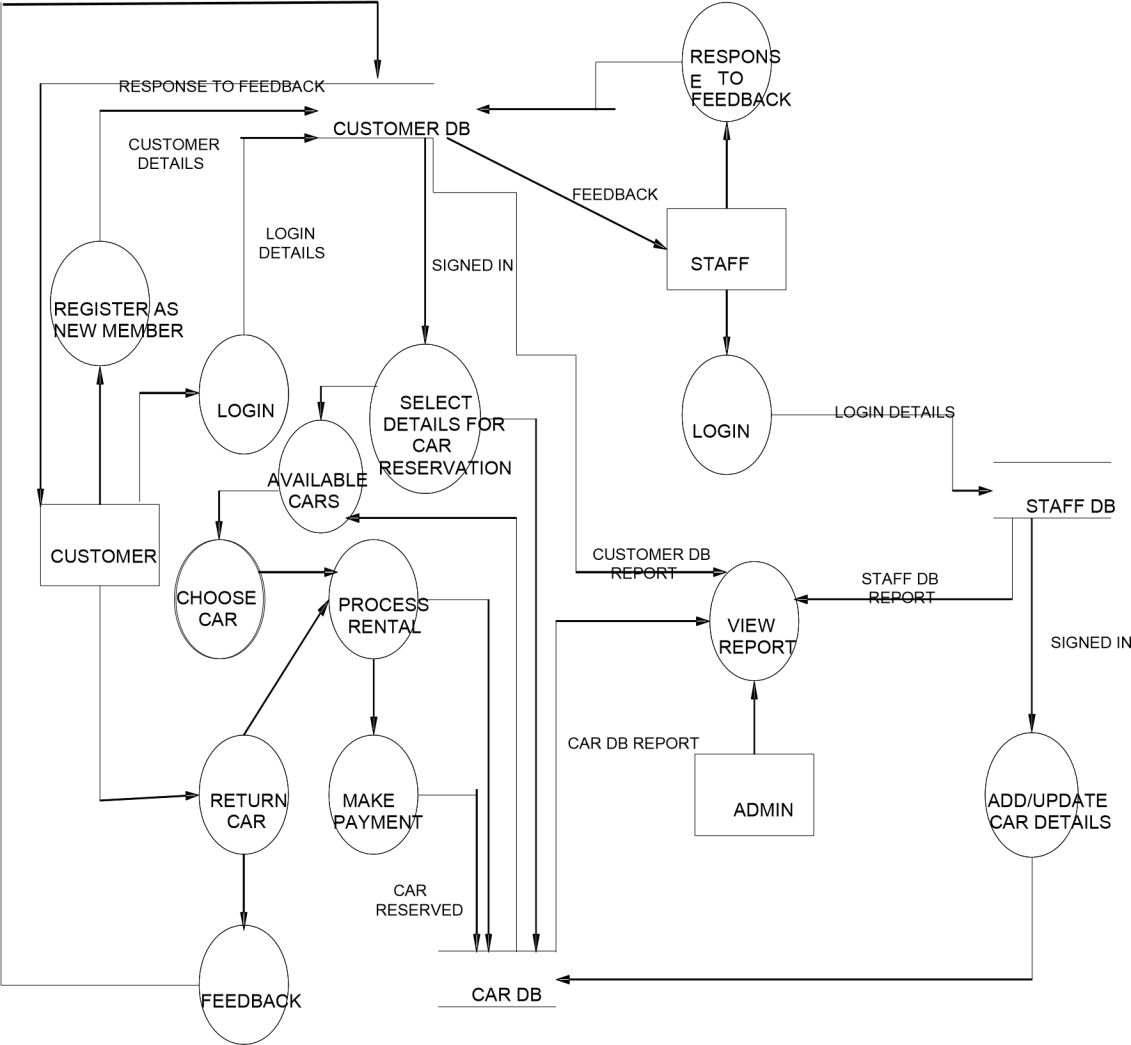 RESPONS
E TO
FEEDBACK
RESPONSE TO FEEDBACK
CUSTOMER DB
CUSTOMER
DETAILS
FEEDBACK
LOGIN
DETAILS
SIGNED IN
STAFF
REGISTER AS
NEW MEMBER
LOGIN
SELECT
DETAILS FOR
CAR
RESERVATION
LOGIN
LOGIN DETAILS
AVAILABLE
CARS
STAFF DB
CUSTOMER
CUSTOMER DB
REPORT
STAFF DB
REPORT
CHOOSE
CAR
PROCESS
RENTAL
VIEW
REPORT
SIGNED IN
CAR DB REPORT
RETURN
CAR
MAKE
PAYMENT
ADMIN
ADD/UPDATE
CAR DETAILS
CAR
RESERVED
FEEDBACK
CAR DB